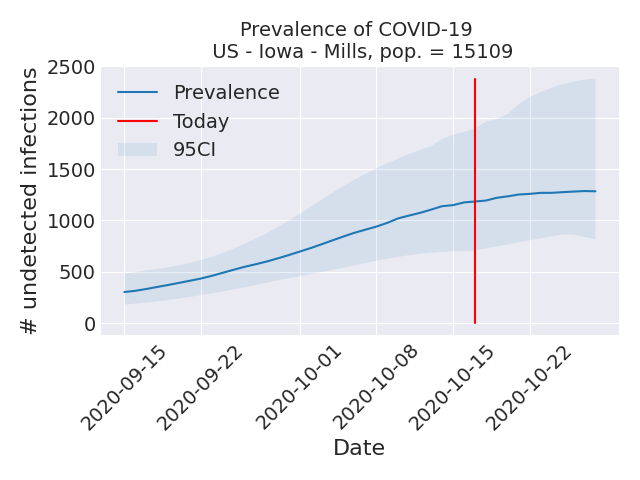 Prevalence of COVID-19
US - Iowa - Mills, pop. = 15109
# undetected infections
2500
2000
1500
1000
500
0
Prevalence
Today
95CI
2020-09-15
2020-09-22
2020-10-01
2020-10-08
2020-10-15
2020-10-22
Date